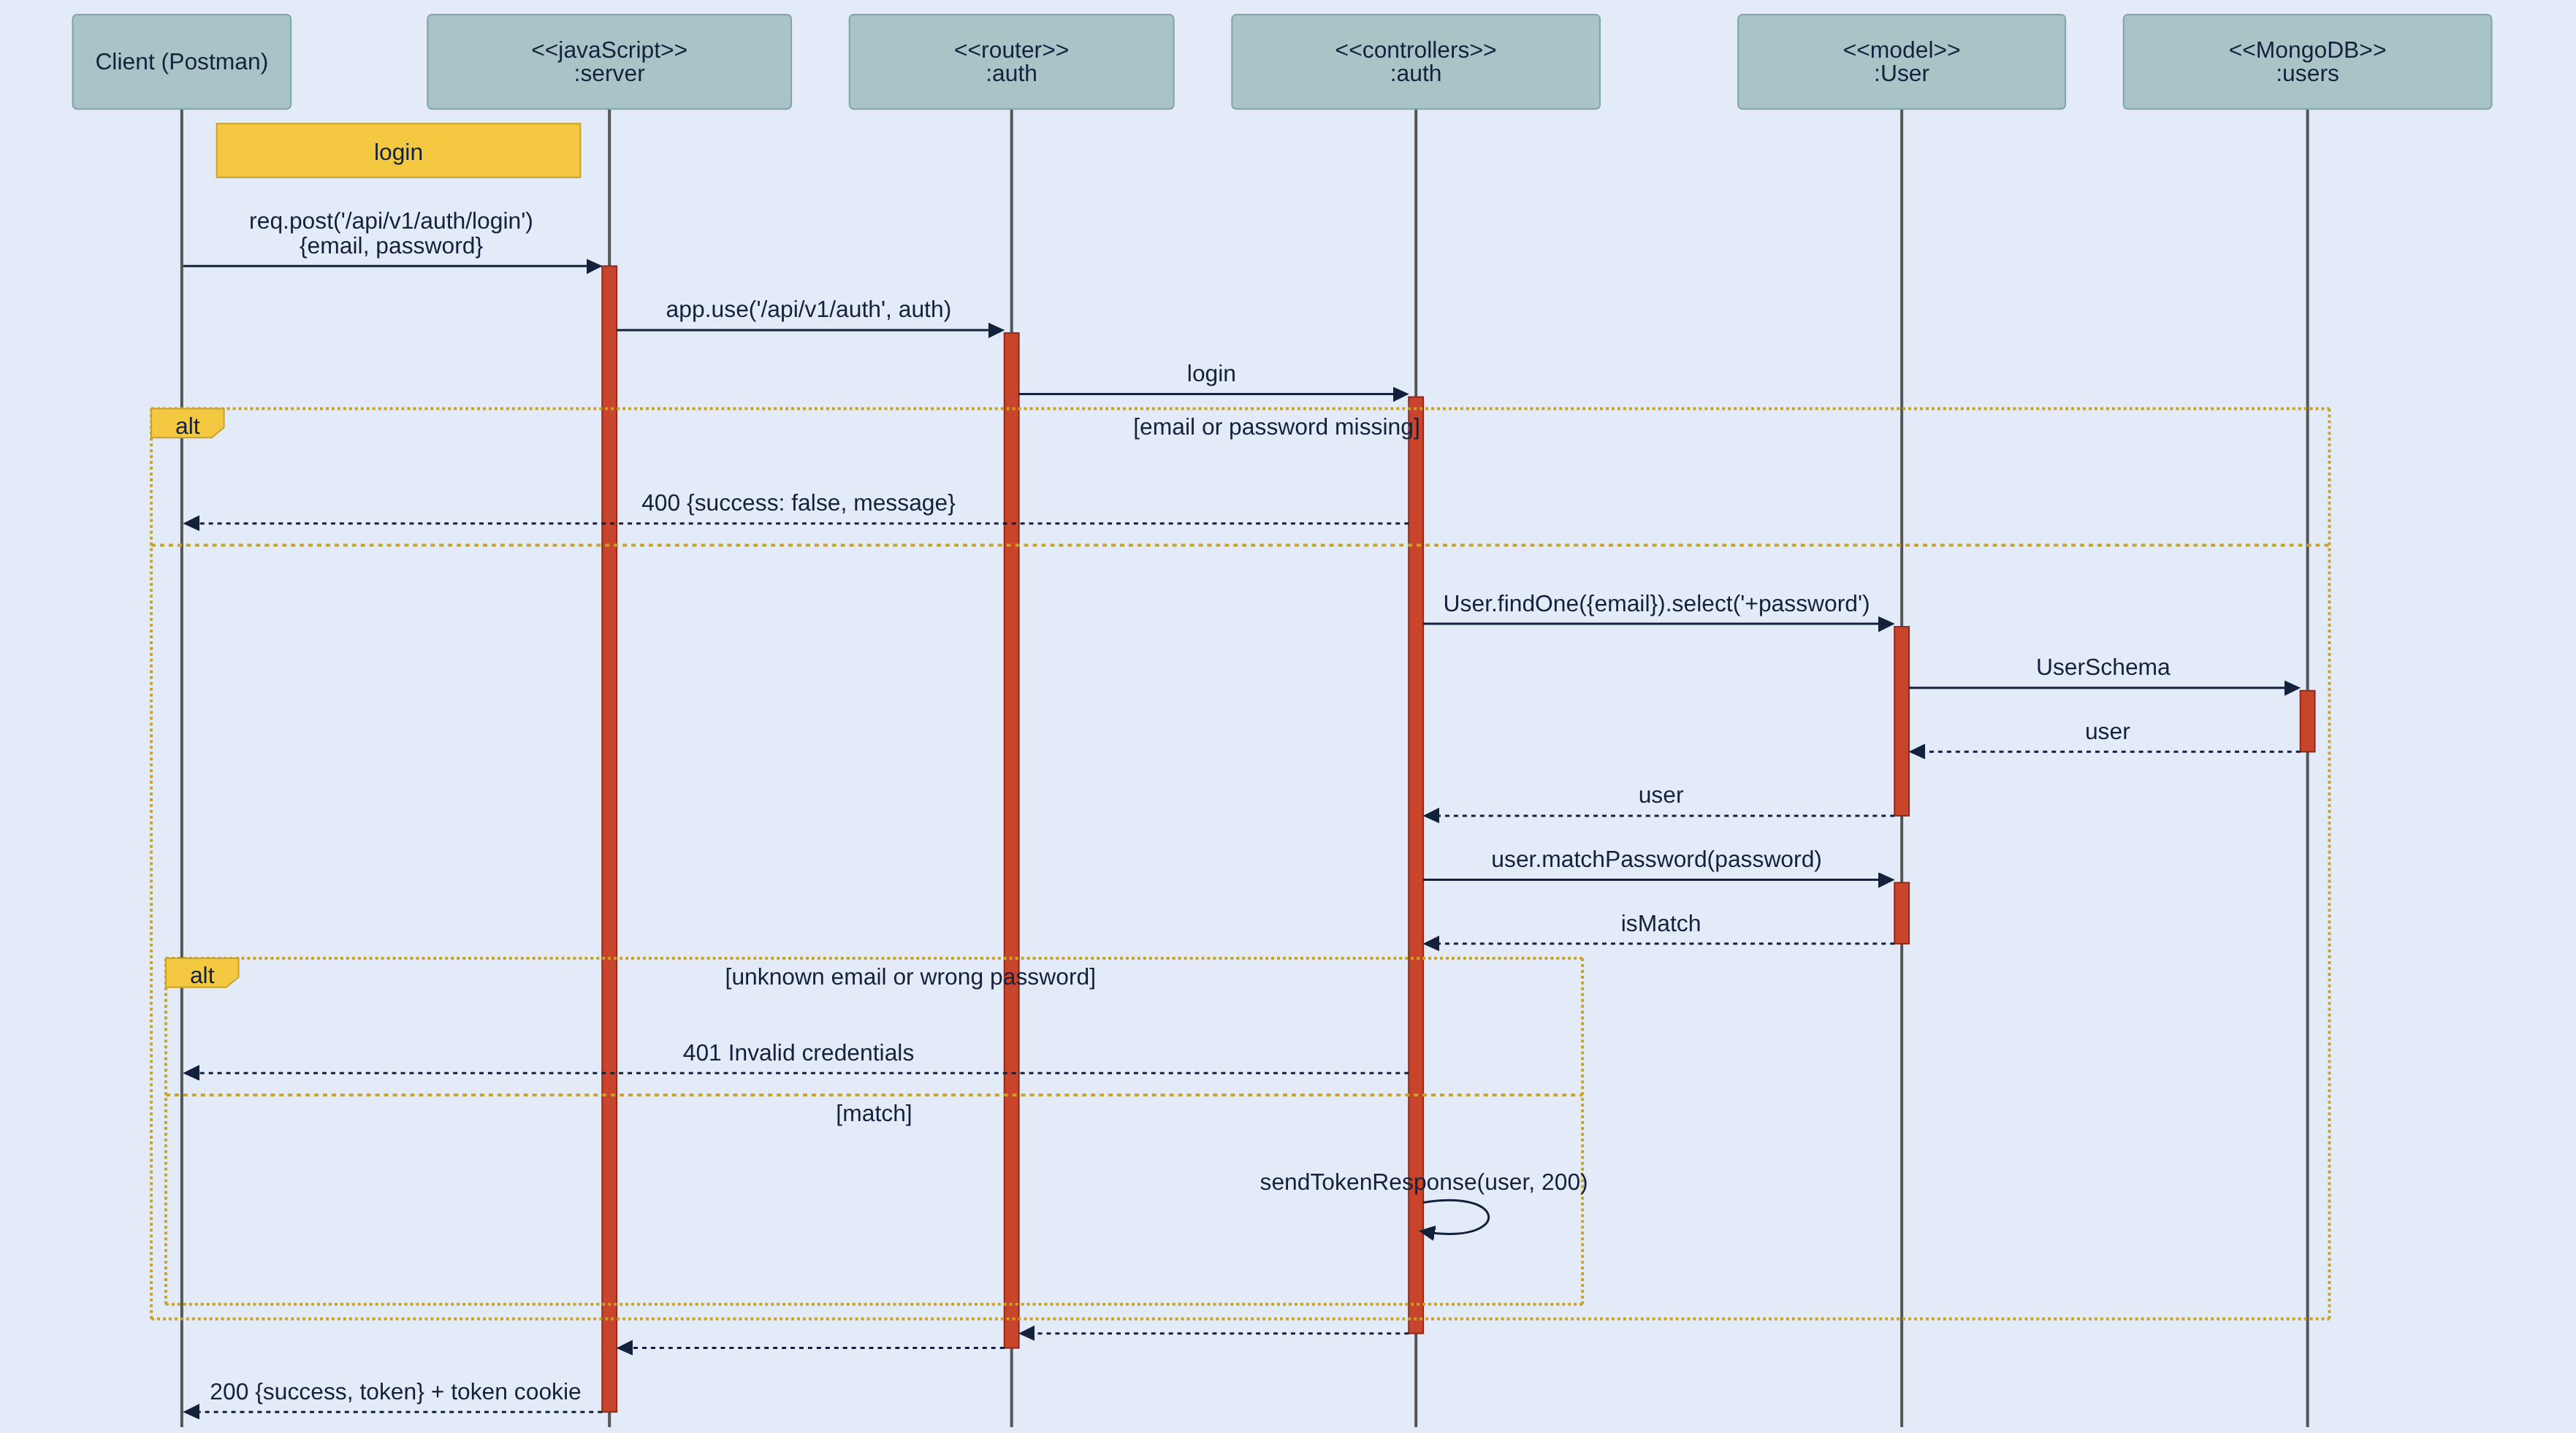 Client (Postman)
<<javaScript>>
:server
<<router>>
:auth
<<controllers>>
:auth
<<model>>
:User
<<MongoDB>>
:users
login
req.post('/api/v1/auth/login')
{email, password}
app.use('/api/v1/auth', auth)
login
alt
[email or password missing]
400 {success: false, message}
User.findOne({email}).select('+password')
UserSchema
user
user
user.matchPassword(password)
isMatch
alt
[unknown email or wrong password]
401 Invalid credentials
[match]
sendTokenResponse(user, 200)
200 {success, token} + token cookie